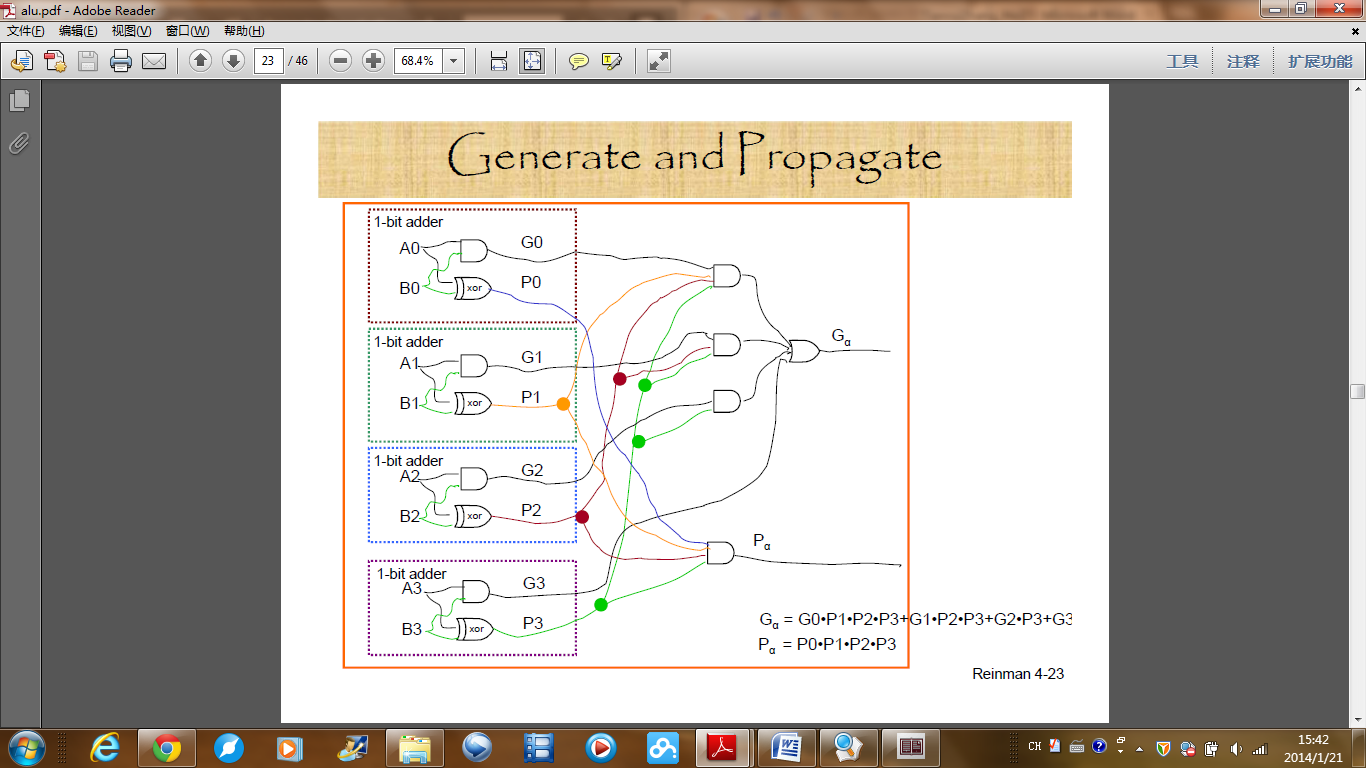 alu.pdf - Adobe Reader
文件(F) 编辑(E) 视图(V) 窗口(W) 帮助(H)
23 / 46 68.4% 工具 注释 扩展功能
Generate and Propagate
1-bit adder
A0 G0
B0 xor P0
1-bit adder
A1 G1
B1 xor P1
1-bit adder
A2 G2
B2 xor P2
1-bit adder
A3 G3
B3 xor P3
Gα
Pα
Gα = G0•P1•P2•P3+G1•P2•P3+G2•P3+G3
Pα = P0•P1•P2•P3
Reinman 4-23
CH
15:42
2014/1/21